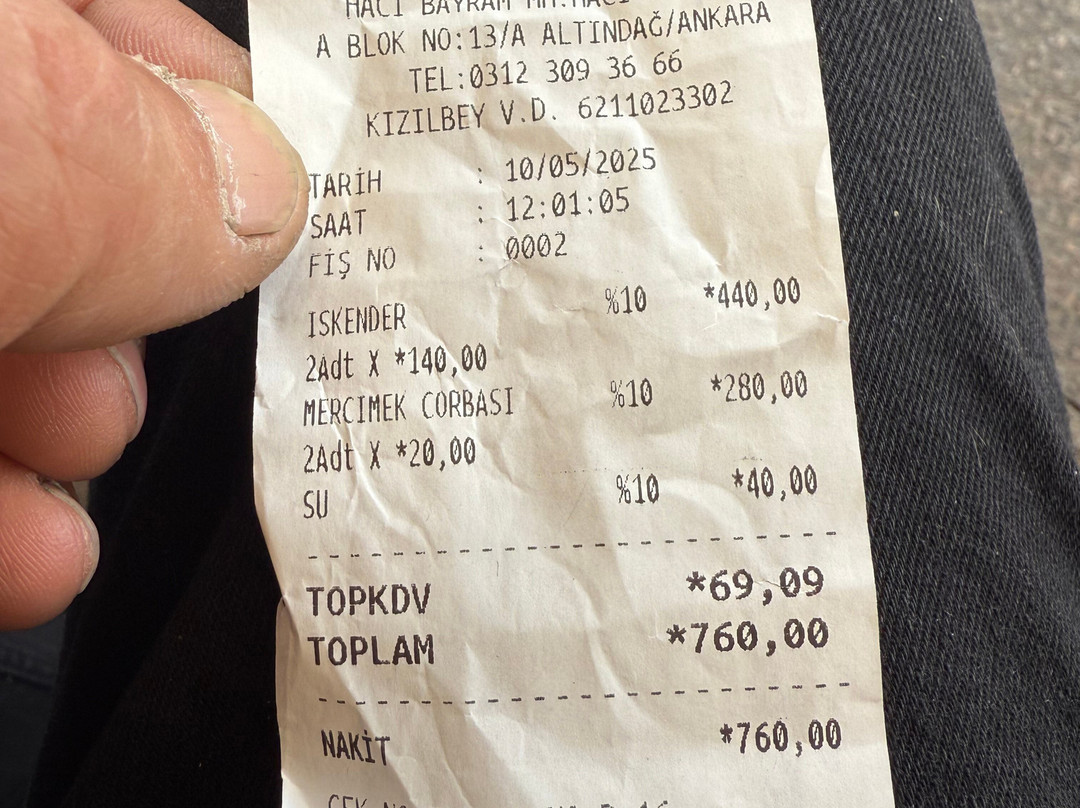 HACI BAYRAM
A BLOK NO:13/A ALTINDAĞ/ANKARA
TEL:0312 309 36 66
KIZILBEY V.D. 6211023302
TARİH : 10/05/2025
SAAT : 12:01:05
FİŞ NO : 0002
ISKENDER %10 *440,00
2Adt X *140,00
MERCIMEK CORBASI %10 *280,00
2Adt X *20,00
SU %10 *40,00
TOPKDV *69,09
TOPLAM *760,00
NAKİT *760,00